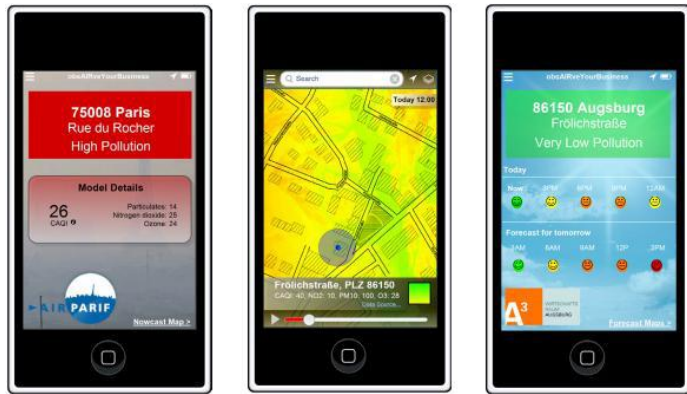 obsAIRveYourBusiness
75008 Paris
Rue du Rocher
High Pollution
Model Details
26
CAQI
Particulates: 14
Nitrogen dioxide: 25
Ozone: 24
AIRPARIF
Nowcast Map >
Search
Today 12:00
Frölichstraße, PLZ 86150
CAQI: 40, NO2: 10, PM10: 100, O3: 28
Data Source...
obsAIRveYourBusiness
86150 Augsburg
Frölichstraße
Very Low Pollution
Today
Now 3PM 6PM 9PM 12AM
Forecast for tomorrow
3AM 6AM 9AM 12P 3PM
A³
WIRTSCHAFTS
RAUM
AUGSBURG
Forecast Maps >